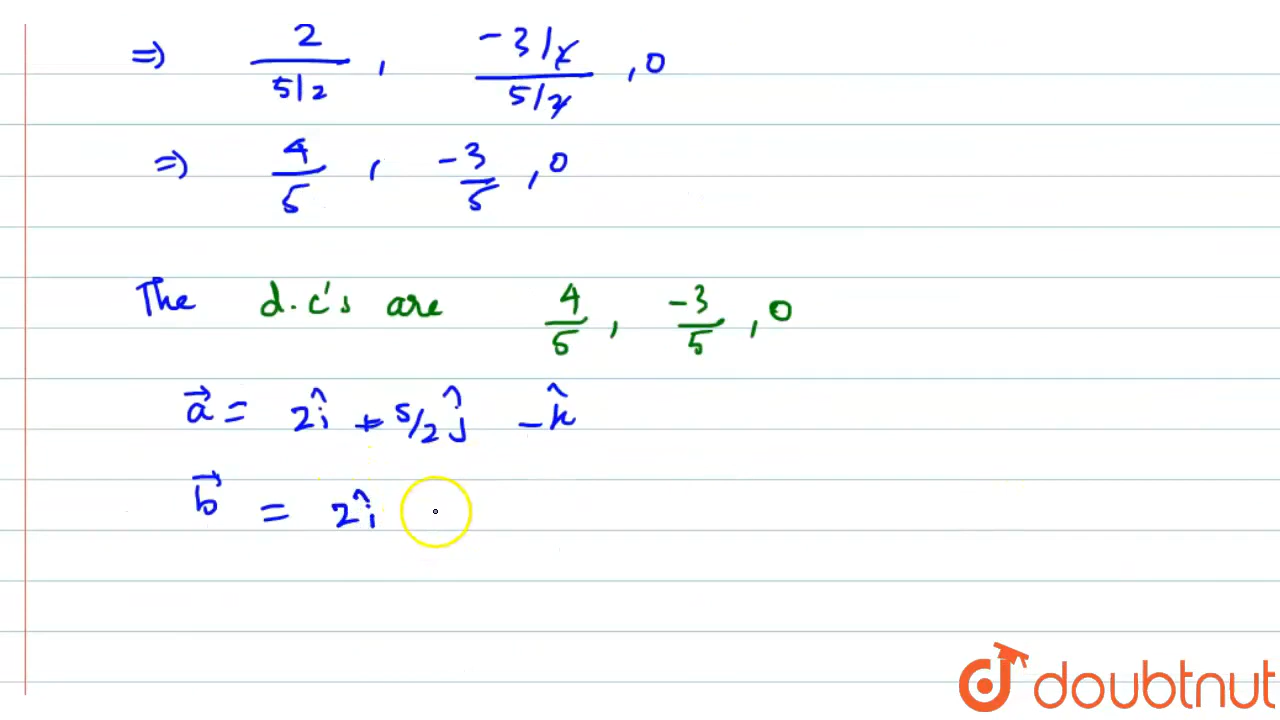 ⇒ 2/(5/2), (-3/2)/(5/2), 0
⇒ 4/5, -3/5, 0
The d.c's are 4/5, -3/5, 0
a⃗ = 2î + 5/2 ĵ - k̂
b⃗ = 2î
doubtnut